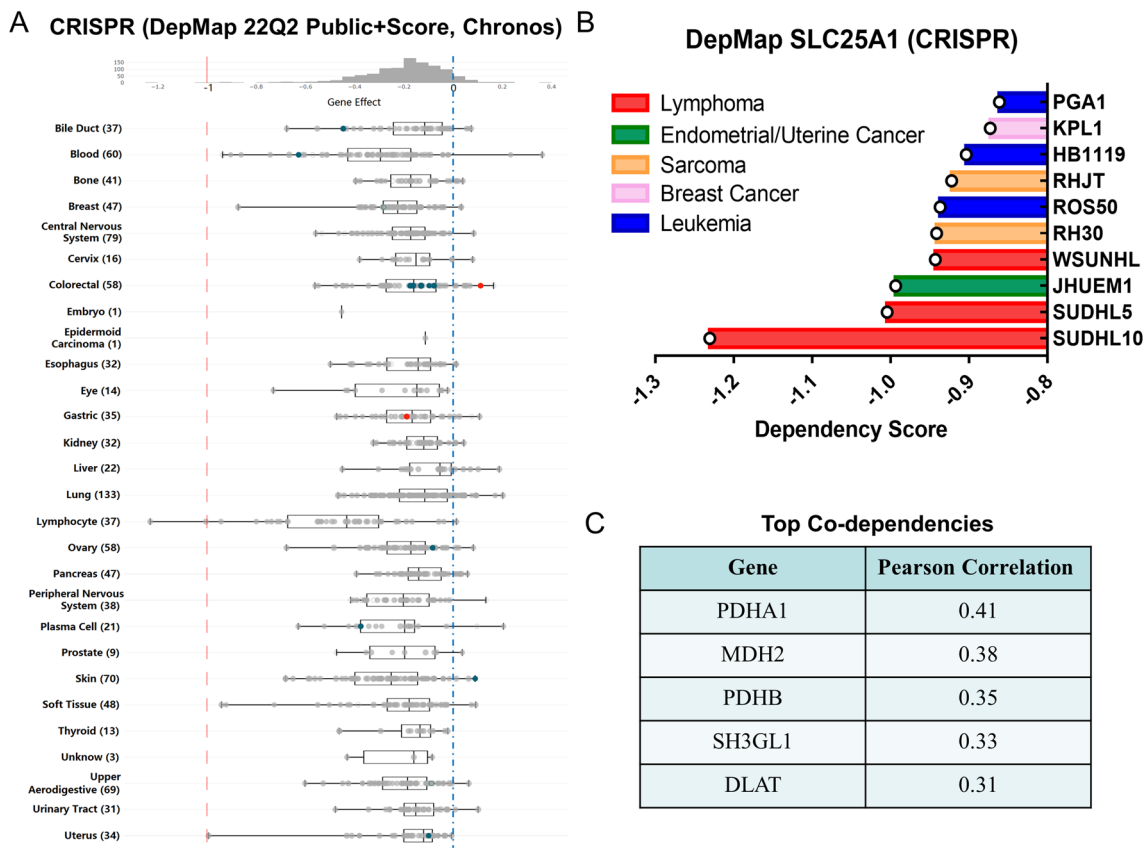 A
CRISPR (DepMap 22Q2 Public+Score, Chronos)
150
100
50
0
-1.2
-1
-0.8
-0.6
-0.4
-0.2
0
0.2
0.4
Gene Effect
Bile Duct (37)
Blood (60)
Bone (41)
Breast (47)
Central Nervous
System (79)
Cervix (16)
Colorectal (58)
Embryo (1)
Epidermoid
Carcinoma (1)
Esophagus (32)
Eye (14)
Gastric (35)
Kidney (32)
Liver (22)
Lung (133)
Lymphocyte (37)
Ovary (58)
Pancreas (47)
Peripheral Nervous
System (38)
Plasma Cell (21)
Prostate (9)
Skin (70)
Soft Tissue (48)
Thyroid (13)
Unknow (3)
Upper
Aerodigestive (69)
Urinary Tract (31)
Uterus (34)
B
DepMap SLC25A1 (CRISPR)
Lymphoma
Endometrial/Uterine Cancer
Sarcoma
Breast Cancer
Leukemia
PGA1
KPL1
HB1119
RHJT
ROS50
RH30
WSUNHL
JHUEM1
SUDHL5
SUDHL10
-1.3
-1.2
-1.1
-1.0
-0.9
-0.8
Dependency Score
C
Top Co-dependencies
Gene Pearson Correlation
PDHA1 0.41
MDH2 0.38
PDHB 0.35
SH3GL1 0.33
DLAT 0.31